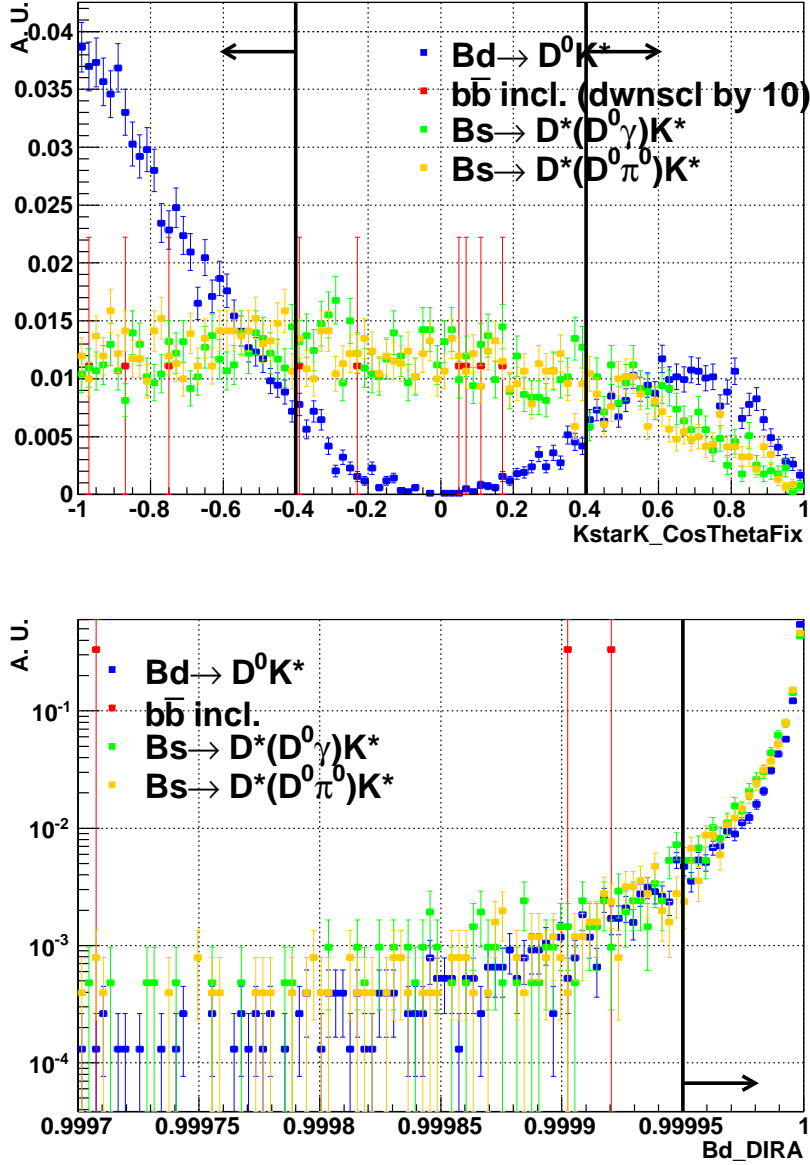 A. U.
0.04
0.035
0.03
0.025
0.02
0.015
0.01
0.005
0
Bd→ D⁰K*
bb̅ incl. (dwnscl by 10)
Bs→ D*(D⁰γ)K*
Bs→ D*(D⁰π⁰)K*
-1 -0.8 -0.6 -0.4 -0.2 0 0.2 0.4 0.6 0.8 1
KstarK_CosThetaFix
A. U.
10⁻¹
10⁻²
10⁻³
10⁻⁴
Bd→ D⁰K*
bb̅ incl.
Bs→ D*(D⁰γ)K*
Bs→ D*(D⁰π⁰)K*
0.9997 0.99975 0.9998 0.99985 0.9999 0.99995 1
Bd_DIRA